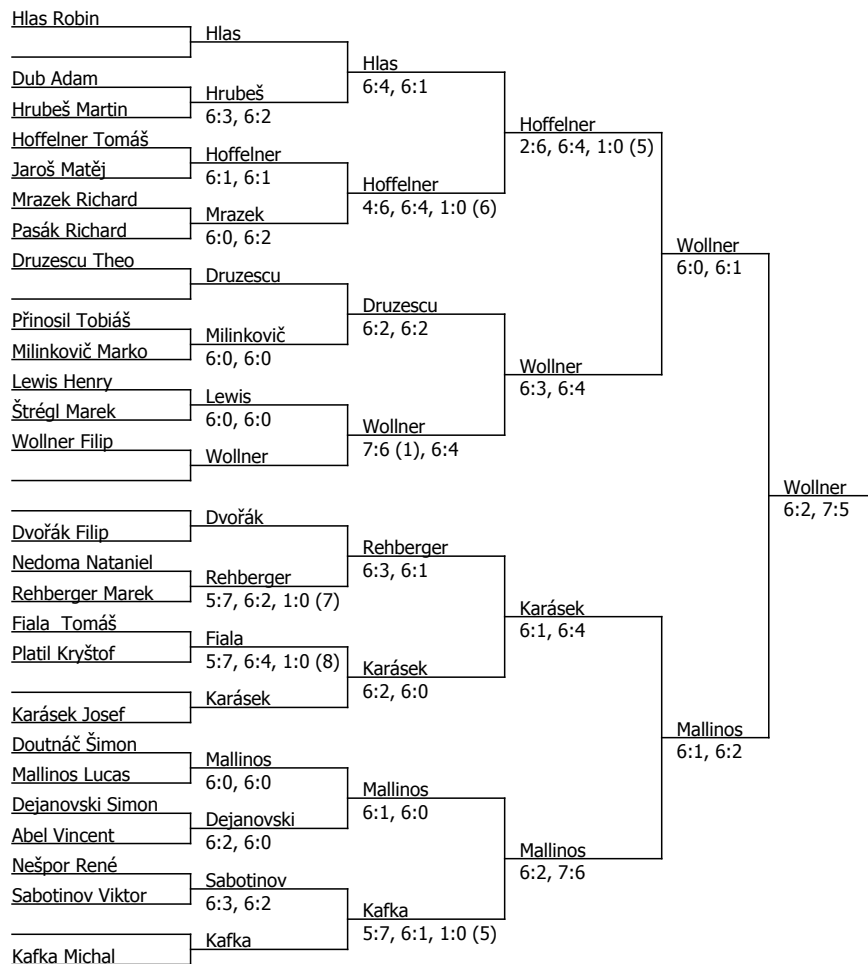 Hlas Robin
Dub Adam
Hrubeš Martin
Hoffelner Tomáš
Jaroš Matěj
Mrazek Richard
Pasák Richard
Druzescu Theo
Přinosil Tobiáš
Milinkovič Marko
Lewis Henry
Štrégl Marek
Wollner Filip
Dvořák Filip
Nedoma Nataniel
Rehberger Marek
Fiala  Tomáš
Platil Kryštof
Karásek Josef
Doutnáč Šimon
Mallinos Lucas
Dejanovski Simon
Abel Vincent
Nešpor René
Sabotinov Viktor
Kafka Michal
Hlas
Hrubeš
6:3, 6:2
Hoffelner
6:1, 6:1
Mrazek
6:0, 6:2
Druzescu
Milinkovič
6:0, 6:0
Lewis
6:0, 6:0
Wollner
Dvořák
Rehberger
5:7, 6:2, 1:0 (7)
Fiala
5:7, 6:4, 1:0 (8)
Karásek
Mallinos
6:0, 6:0
Dejanovski
6:2, 6:0
Sabotinov
6:3, 6:2
Kafka
Hlas
6:4, 6:1
Hoffelner
4:6, 6:4, 1:0 (6)
Druzescu
6:2, 6:2
Wollner
7:6 (1), 6:4
Rehberger
6:3, 6:1
Karásek
6:2, 6:0
Mallinos
6:1, 6:0
Kafka
5:7, 6:1, 1:0 (5)
Hoffelner
2:6, 6:4, 1:0 (5)
Wollner
6:3, 6:4
Karásek
6:1, 6:4
Mallinos
6:2, 7:6
Wollner
6:0, 6:1
Mallinos
6:1, 6:2
Wollner
6:2, 7:5